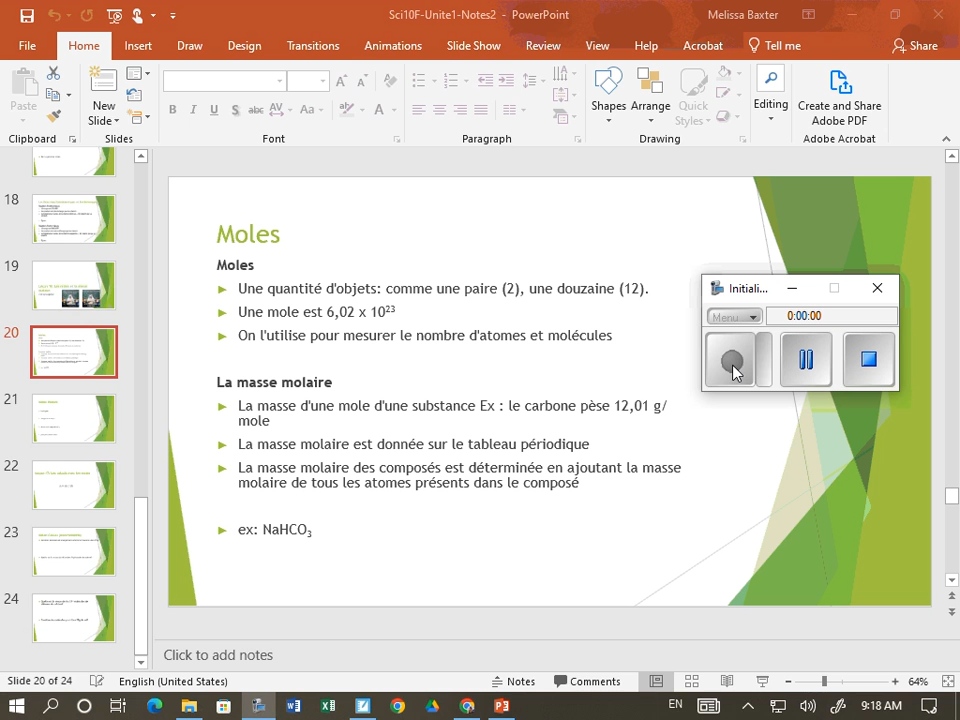 Sci10F-Unite1-Notes2 - PowerPoint
Melissa Baxter
File Home Insert Draw Design Transitions Animations Slide Show Review View Help Acrobat Tell me Share
Paste
New Slide
Shapes Arrange Quick Styles
Editing
Create and Share Adobe PDF
Clipboard Slides Font Paragraph Drawing Adobe Acrobat
18
19
20
21
22
23
24
Moles
Moles
Une quantité d'objets: comme une paire (2), une douzaine (12).
Une mole est 6,02 x 10²³
On l'utilise pour mesurer le nombre d'atomes et molécules
La masse molaire
La masse d'une mole d'une substance Ex : le carbone pèse 12,01 g/
mole
La masse molaire est donnée sur le tableau périodique
La masse molaire des composés est déterminée en ajoutant la masse
molaire de tous les atomes présents dans le composé
ex: NaHCO₃
Initiali...
Menu 0:00:00
Click to add notes
Slide 20 of 24 English (United States) Notes Comments 64%
EN 9:18 AM